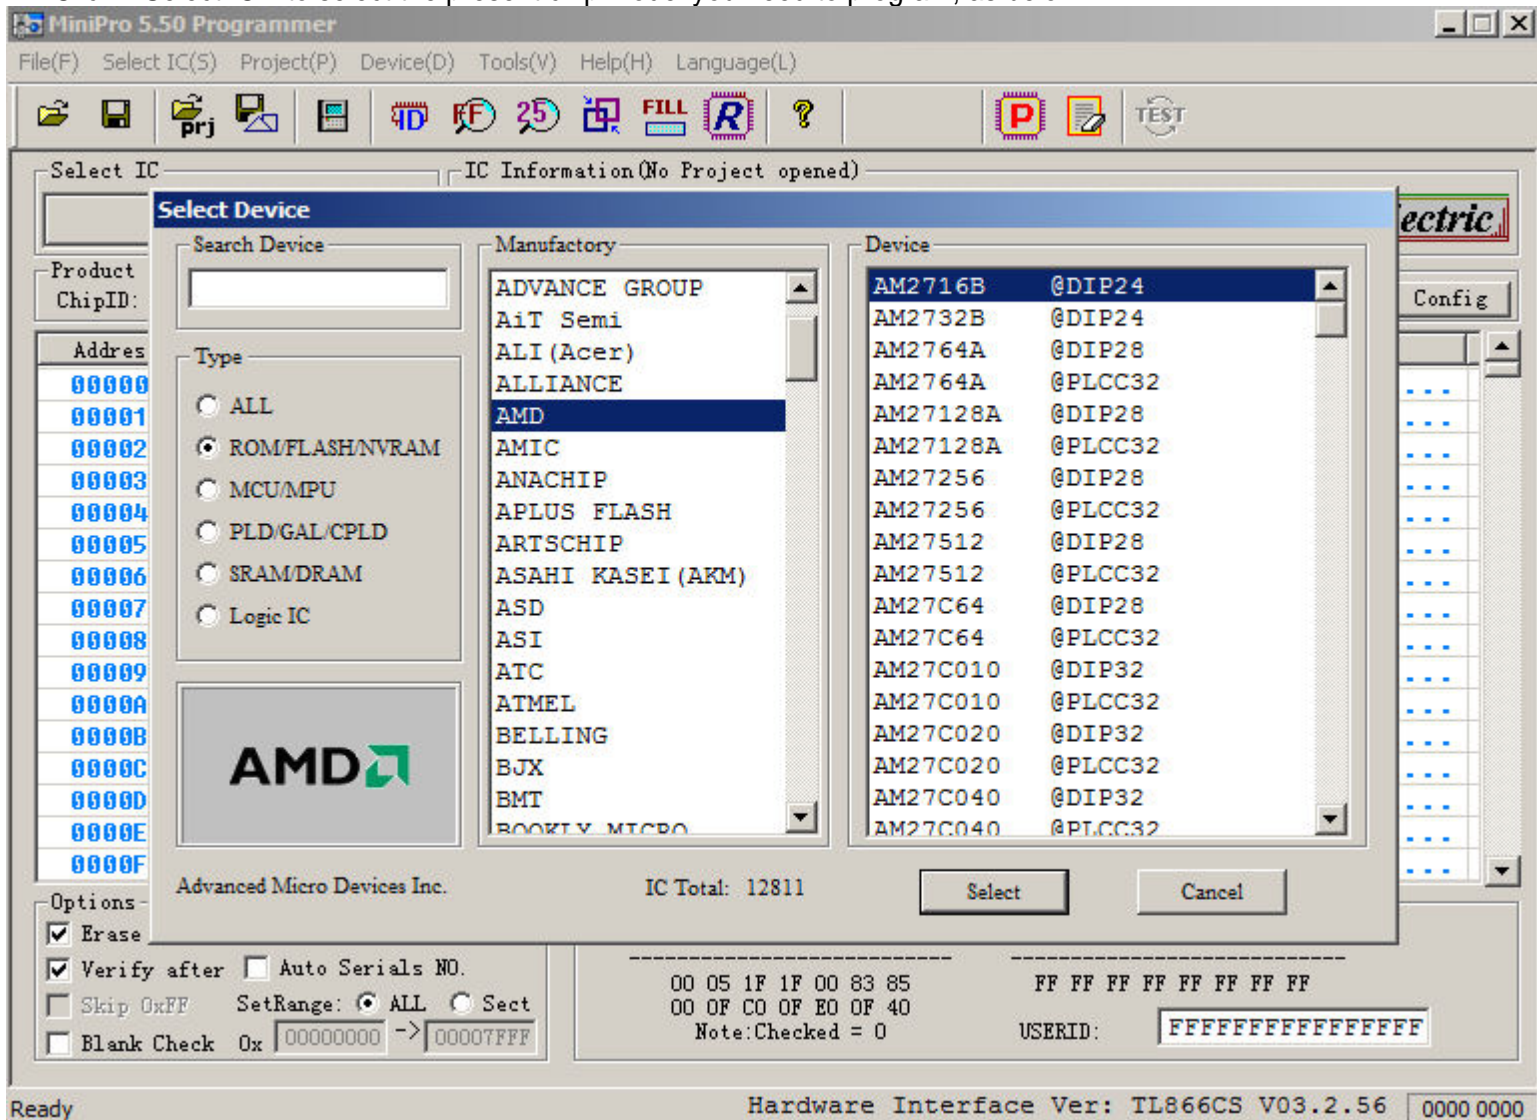 MiniPro 5.50 Programmer
File(F) Select IC(S) Project(P) Device(D) Tools(V) Help(H) Language(L)
prj
ID
FF
25
FILL
R
?
P
TEST
Select IC
IC Information(No Project opened)
ectric
Select Device
Search Device
Manufactory
Device
Product
ChipID:
Config
Type
ALL
ROM/FLASH/NVRAM
MCU/MPU
PLD/GAL/CPLD
SRAM/DRAM
Logic IC
AMD
Advanced Micro Devices Inc.
ADVANCE GROUP
AiT Semi
ALI(Acer)
ALLIANCE
AMD
AMIC
ANACHIP
APLUS FLASH
ARTSCHIP
ASAHI KASEI(AKM)
ASD
ASI
ATC
ATMEL
BELLING
BJX
BMT
BOOKLY MICRO
AM2716B @DIP24
AM2732B @DIP24
AM2764A @DIP28
AM2764A @PLCC32
AM27128A @DIP28
AM27128A @PLCC32
AM27256 @DIP28
AM27256 @PLCC32
AM27512 @DIP28
AM27512 @PLCC32
AM27C64 @DIP28
AM27C64 @PLCC32
AM27C010 @DIP32
AM27C010 @PLCC32
AM27C020 @DIP32
AM27C020 @PLCC32
AM27C040 @DIP32
AM27C040 @PLCC32
IC Total: 12811
Select
Cancel
Addres
00000
00001
00002
00003
00004
00005
00006
00007
00008
00009
0000A
0000B
0000C
0000D
0000E
0000F
Options
Erase
Verify after
Auto Serials NO.
Skip 0xFF
SetRange: ALL Sect
Blank Check
0x 00000000 -> 00007FFF
00 05 1F 1F 00 83 85
00 0F C0 0F E0 0F 40
Note:Checked = 0
FF FF FF FF FF FF FF FF
USERID: FFFFFFFFFFFFFFFF
Ready
Hardware Interface Ver: TL866CS V03.2.56
0000 0000